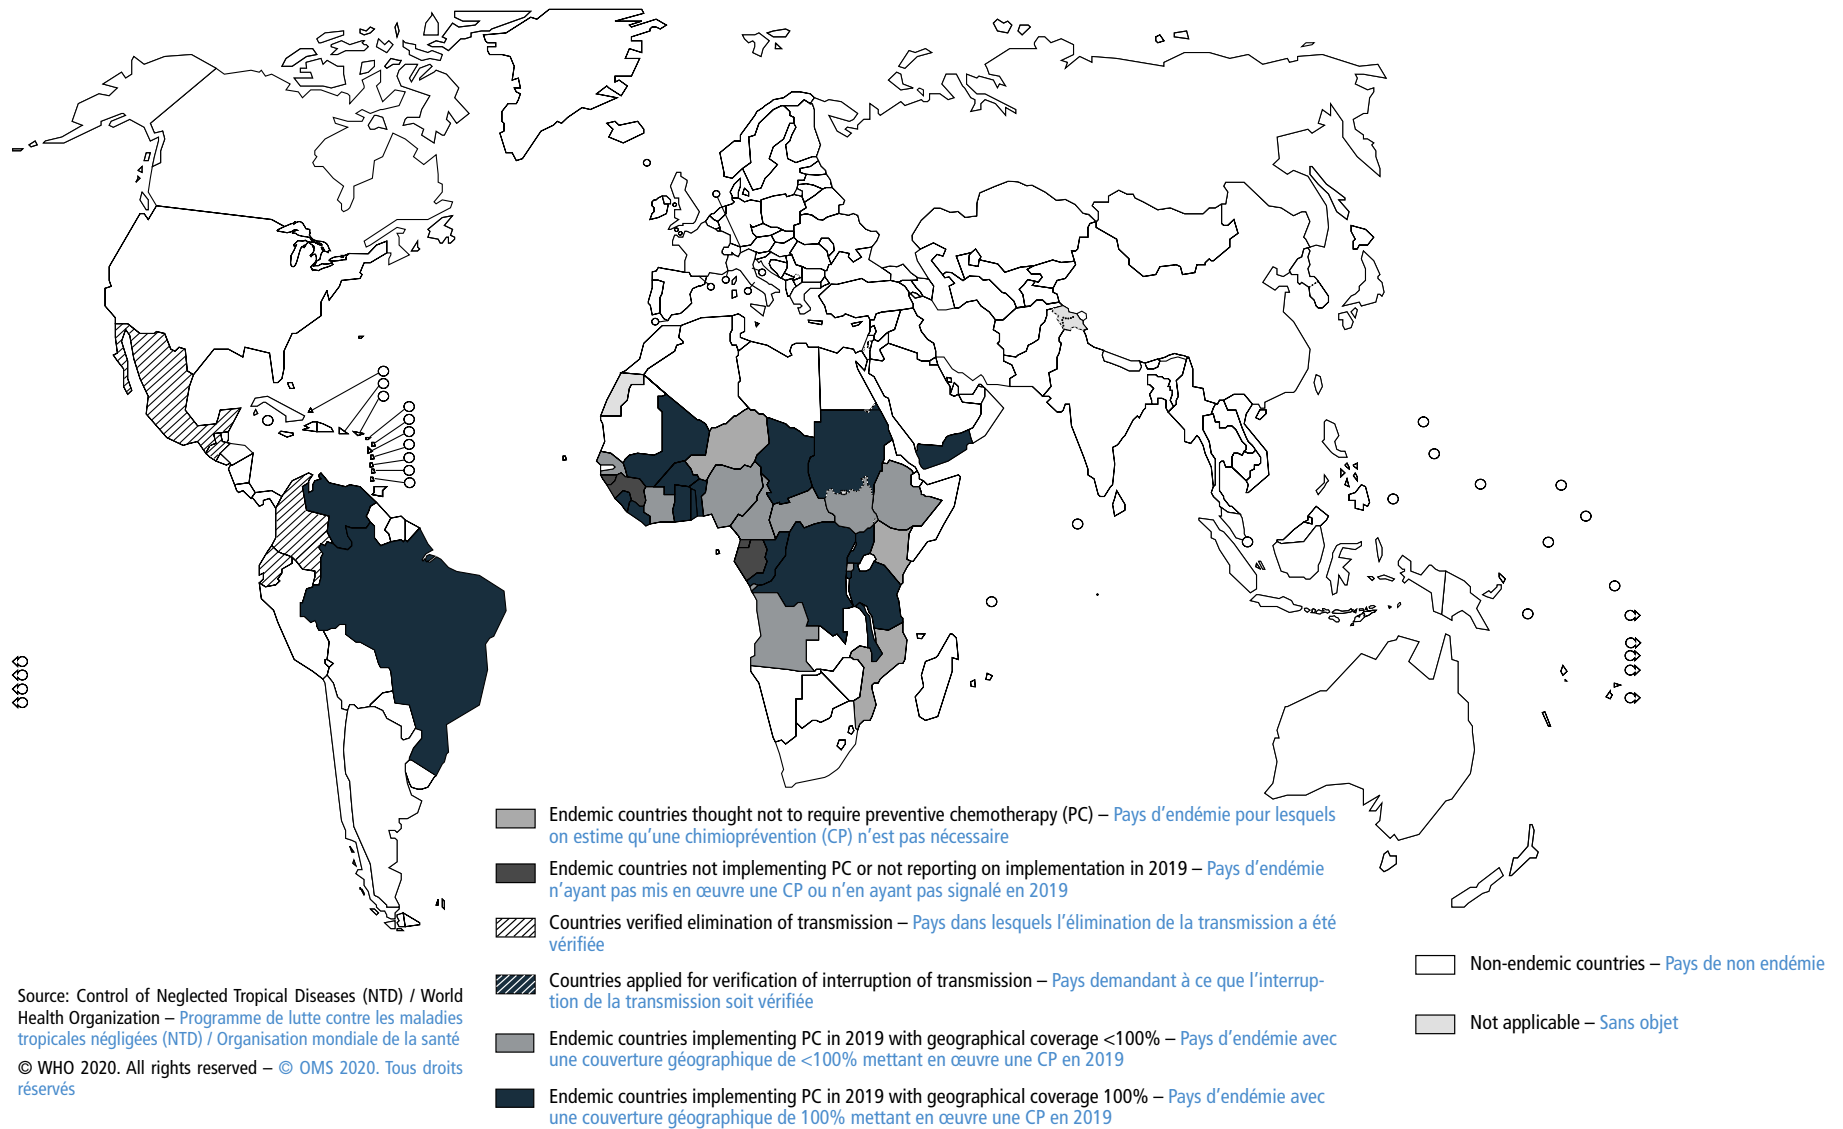 Endemic countries thought not to require preventive chemotherapy (PC) – Pays d'endémie pour lesquels
on estime qu'une chimioprévention (CP) n'est pas nécessaire
Endemic countries not implementing PC or not reporting on implementation in 2019 – Pays d'endémie
n'ayant pas mis en œuvre une CP ou n'en ayant pas signalé en 2019
Countries verified elimination of transmission – Pays dans lesquels l'élimination de la transmission a été
vérifiée
Countries applied for verification of interruption of transmission – Pays demandant à ce que l'interrup-
tion de la transmission soit vérifiée
Endemic countries implementing PC in 2019 with geographical coverage <100% – Pays d'endémie avec
une couverture géographique de <100% mettant en œuvre une CP en 2019
Endemic countries implementing PC in 2019 with geographical coverage 100% – Pays d'endémie avec
une couverture géographique de 100% mettant en œuvre une CP en 2019
Non-endemic countries – Pays de non endémie
Not applicable – Sans objet
Source: Control of Neglected Tropical Diseases (NTD) / World
Health Organization – Programme de lutte contre les maladies
tropicales négligées (NTD) / Organisation mondiale de la santé
© WHO 2020. All rights reserved – © OMS 2020. Tous droits
réservés